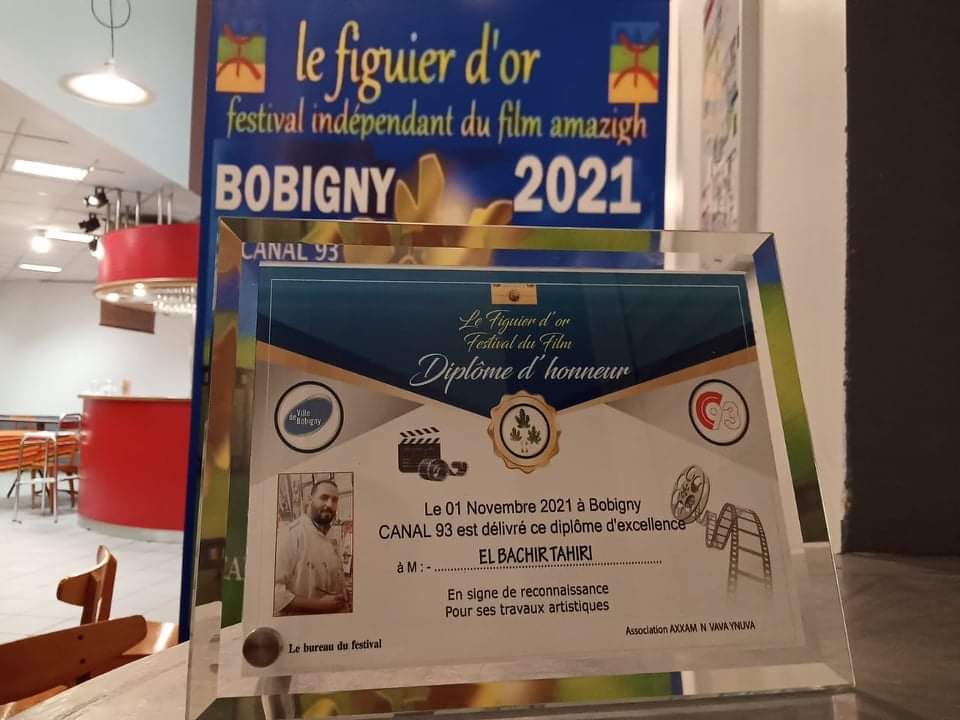 le figuier d'or
festival indépendant du film amazigh
BOBIGNY 2021
CANAL 93
Le Figuier d'or
Festival du Film
Diplôme d'honneur
Ville
de Bobigny
C93
Le 01 Novembre 2021 à Bobigny
CANAL 93 est délivré ce diplôme d'excellence
EL BACHIR TAHIRI
à M : - ........................................
En signe de reconnaissance
Pour ses travaux artistiques
Association AXXAM N VAVA YNUVA
Le bureau du festival